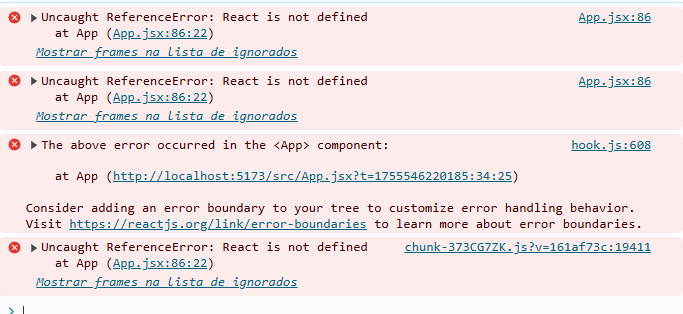 Uncaught ReferenceError: React is not defined App.jsx:86
at App (App.jsx:86:22)
Mostrar frames na lista de ignorados
Uncaught ReferenceError: React is not defined App.jsx:86
at App (App.jsx:86:22)
Mostrar frames na lista de ignorados
The above error occurred in the <App> component: hook.js:608
at App (http://localhost:5173/src/App.jsx?t=1755546220185:34:25)
Consider adding an error boundary to your tree to customize error handling behavior.
Visit https://reactjs.org/link/error-boundaries to learn more about error boundaries.
Uncaught ReferenceError: React is not defined chunk-373CG7ZK.js?v=161af73c:19411
at App (App.jsx:86:22)
Mostrar frames na lista de ignorados